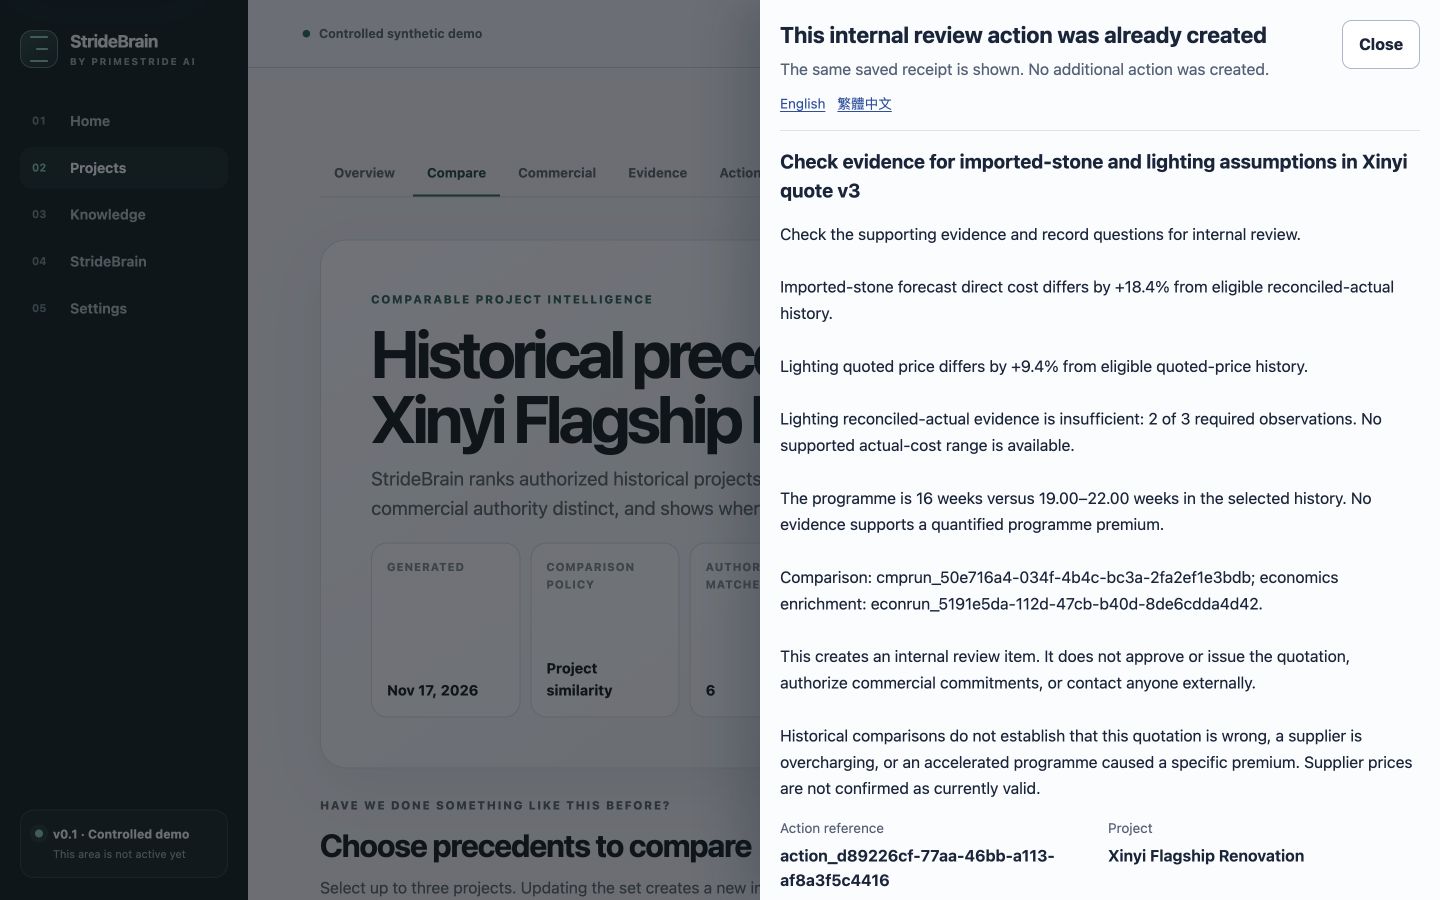 StrideBrain
BY PRIMESTRIDE AI
01 Home
02 Projects
03 Knowledge
04 StrideBrain
05 Settings
v0.1 · Controlled demo
This area is not active yet
Controlled synthetic demo
Overview Compare Commercial Evidence Action
COMPARABLE PROJECT INTELLIGENCE
Historical prec
Xinyi Flagship
StrideBrain ranks authorized historical projects
commercial authority distinct, and shows wher
GENERATED
Nov 17, 2026
COMPARISON
POLICY
Project
similarity
AUTHOR
MATCHE
6
HAVE WE DONE SOMETHING LIKE THIS BEFORE?
Choose precedents to compare
Select up to three projects. Updating the set creates a new i
This internal review action was already created
Close
The same saved receipt is shown. No additional action was created.
English 繁體中文
Check evidence for imported-stone and lighting assumptions in Xinyi
quote v3
Check the supporting evidence and record questions for internal review.
Imported-stone forecast direct cost differs by +18.4% from eligible reconciled-actual
history.
Lighting quoted price differs by +9.4% from eligible quoted-price history.
Lighting reconciled-actual evidence is insufficient: 2 of 3 required observations. No
supported actual-cost range is available.
The programme is 16 weeks versus 19.00–22.00 weeks in the selected history. No
evidence supports a quantified programme premium.
Comparison: cmprun_50e716a4-034f-4b4c-bc3a-2fa2ef1e3bdb; economics
enrichment: econrun_5191e5da-112d-47cb-b40d-8de6cdda4d42.
This creates an internal review item. It does not approve or issue the quotation,
authorize commercial commitments, or contact anyone externally.
Historical comparisons do not establish that this quotation is wrong, a supplier is
overcharging, or an accelerated programme caused a specific premium. Supplier prices
are not confirmed as currently valid.
Action reference
action_d89226cf-77aa-46bb-a113-
af8a3f5c4416
Project
Xinyi Flagship Renovation